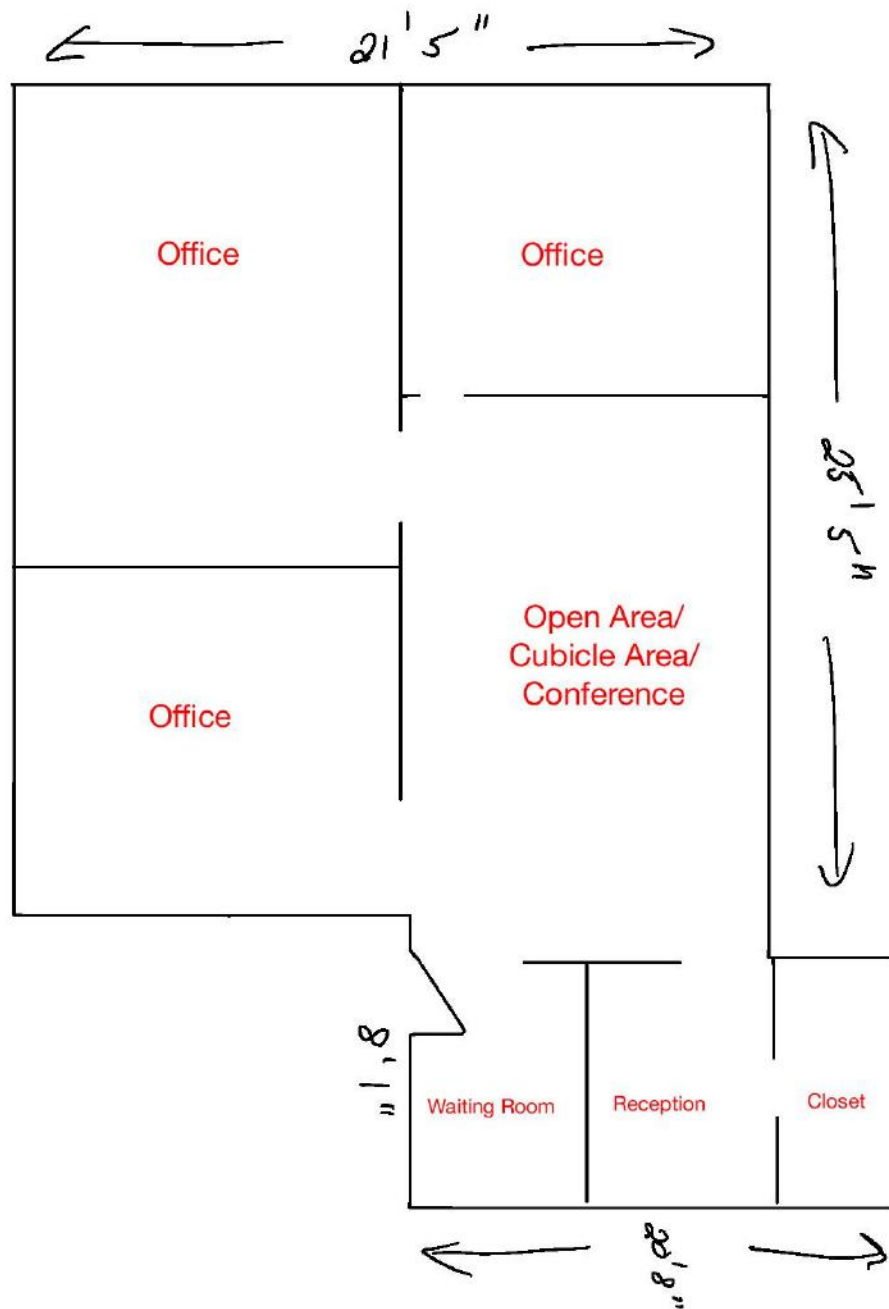 21' 5"
Office
Office
25' 5"
Open Area/
Cubicle Area/
Conference
Office
8' 1"
Waiting Room
Reception
Closet
20' 8"